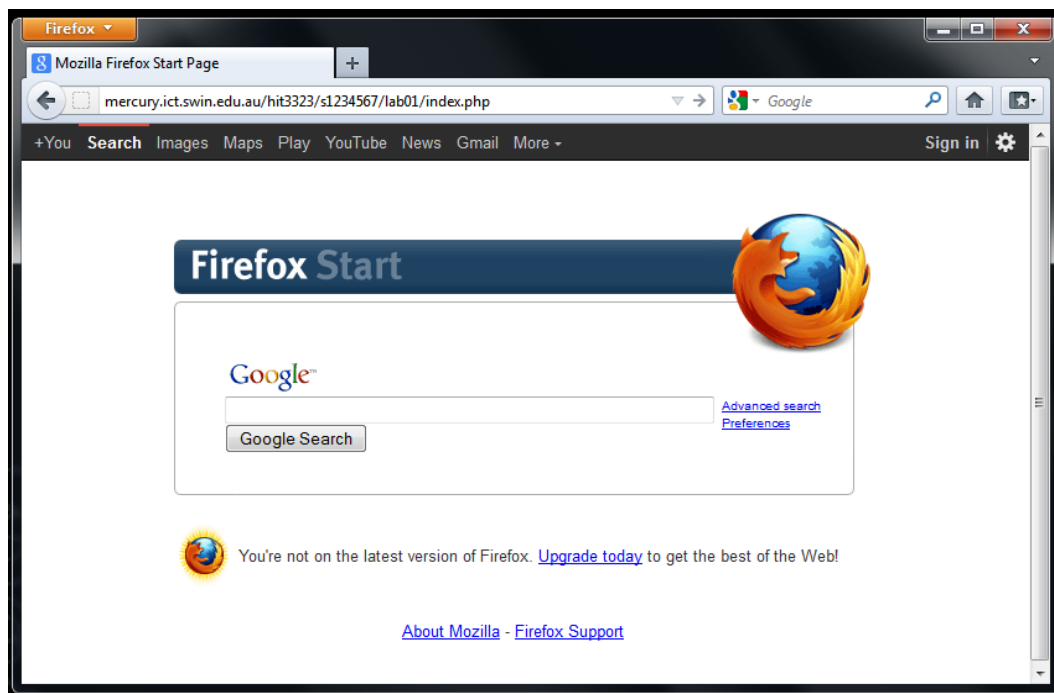 Firefox
Mozilla Firefox Start Page
mercury.ict.swin.edu.au/hit3323/s1234567/lab01/index.php
Google
+You Search Images Maps Play YouTube News Gmail More
Sign in
Firefox Start
Google™
Advanced search
Preferences
Google Search
You're not on the latest version of Firefox. Upgrade today to get the best of the Web!
About Mozilla - Firefox Support